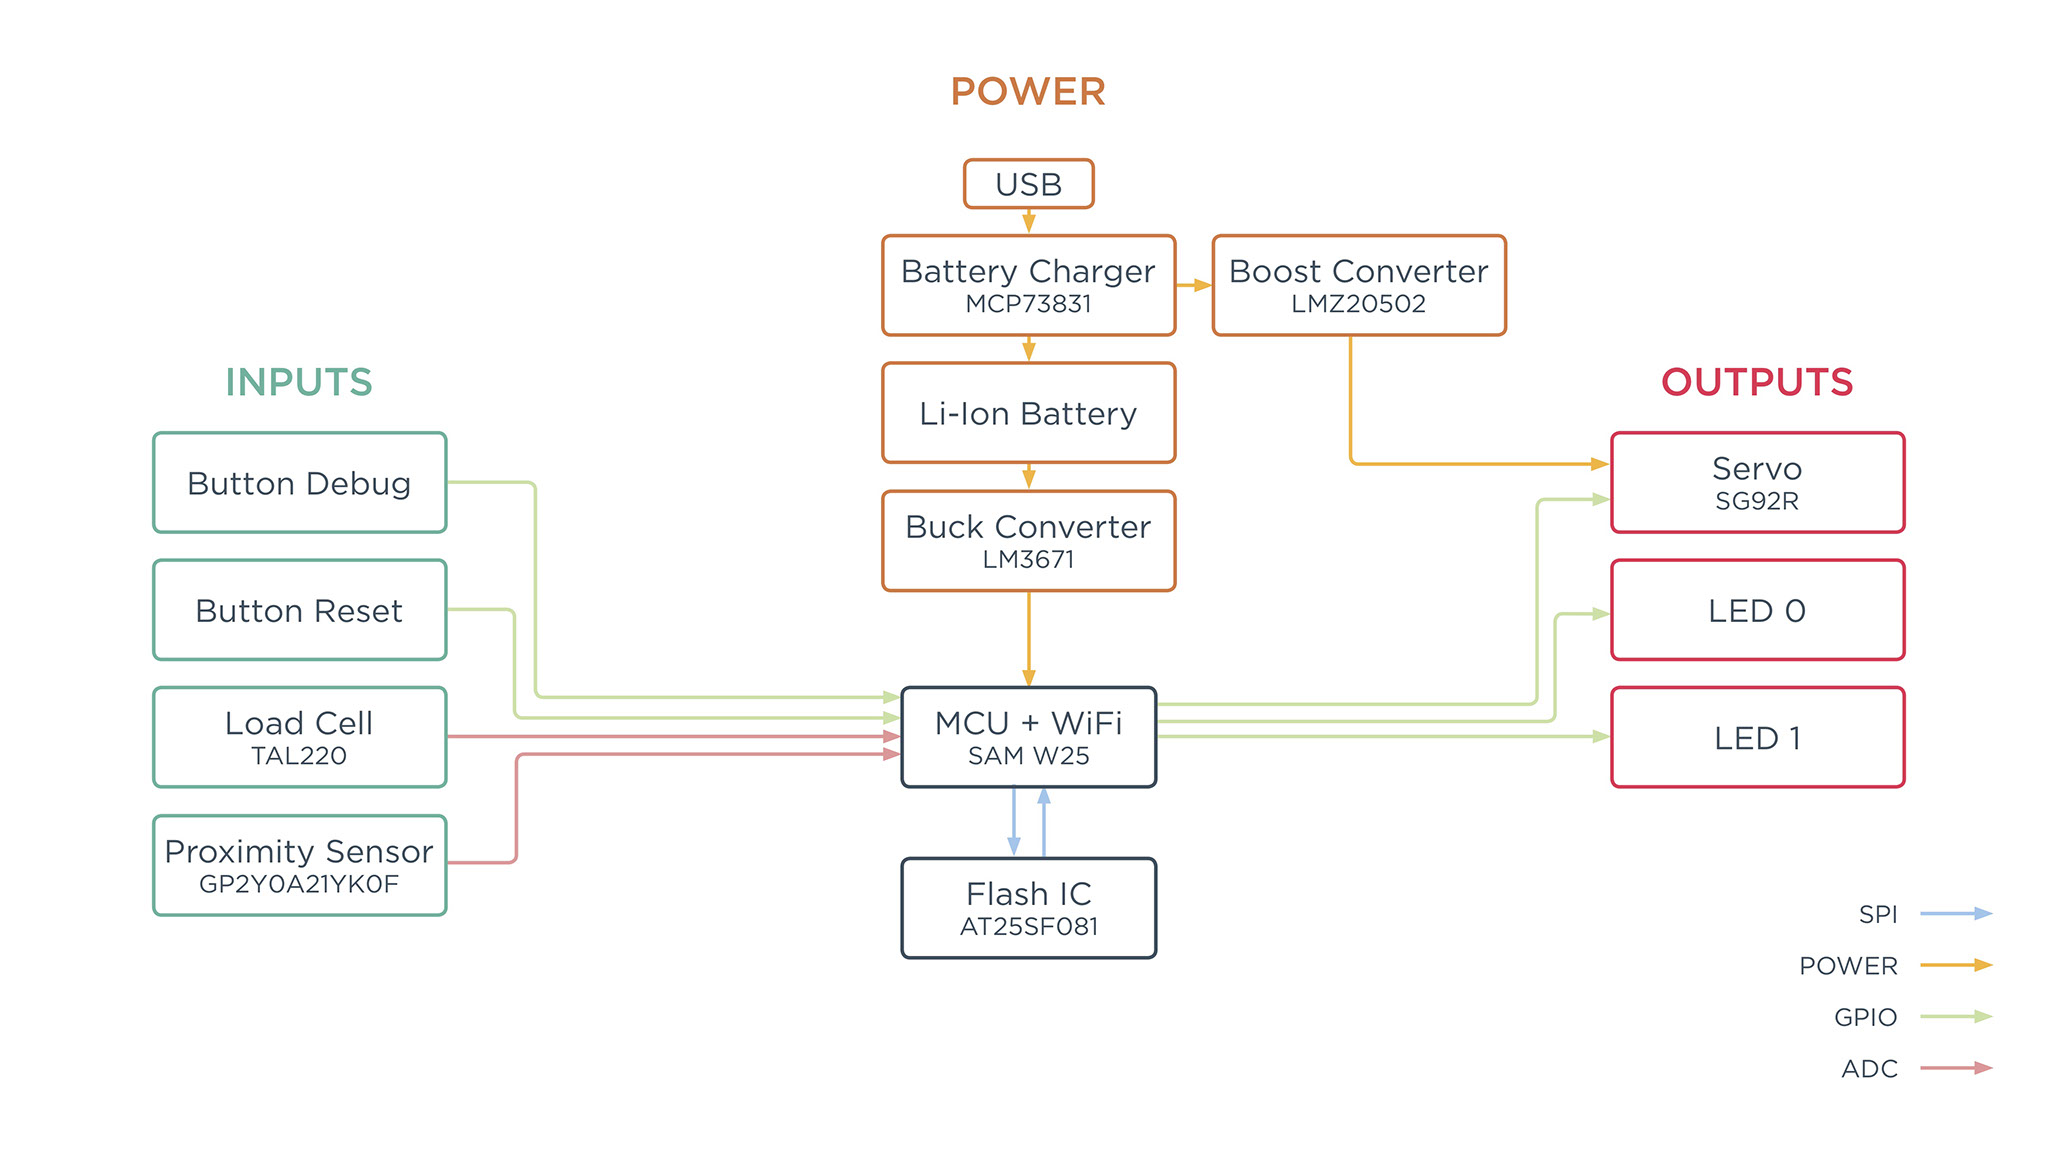 POWER
USB
Battery Charger
MCP73831
Boost Converter
LMZ20502
Li-Ion Battery
Buck Converter
LM3671
INPUTS
Button Debug
Button Reset
Load Cell
TAL220
Proximity Sensor
GP2Y0A21YK0F
MCU + WiFi
SAM W25
Flash IC
AT25SF081
OUTPUTS
Servo
SG92R
LED 0
LED 1
SPI
POWER
GPIO
ADC